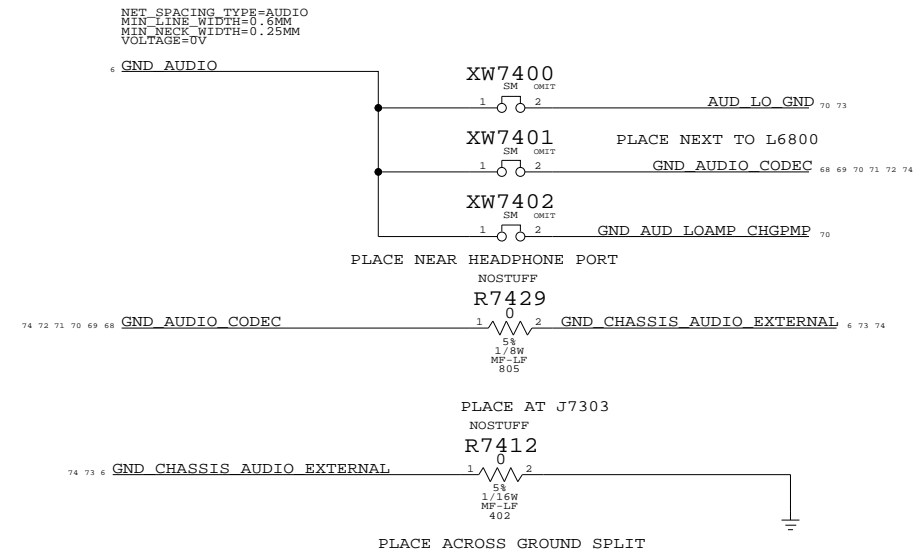 NET_SPACING_TYPE=AUDIO
MIN_LINE_WIDTH=0.6MM
MIN_NECK_WIDTH=0.25MM
VOLTAGE=0V
6 GND_AUDIO
XW7400
SM OMIT
1 2
AUD_LO_GND 70 73
XW7401
SM OMIT
PLACE NEXT TO L6800
1 2
GND_AUDIO_CODEC 68 69 70 71 72 74
XW7402
SM OMIT
1 2
GND_AUD_LOAMP_CHGPMP 70
PLACE NEAR HEADPHONE PORT
NOSTUFF
R7429
0
74 72 71 70 69 68 GND_AUDIO_CODEC 1 2 GND_CHASSIS_AUDIO_EXTERNAL 6 73 74
5%
1/8W
MF-LF
805
PLACE AT J7303
NOSTUFF
R7412
0
74 73 6 GND_CHASSIS_AUDIO_EXTERNAL 1 2
5%
1/16W
MF-LF
402
PLACE ACROSS GROUND SPLIT